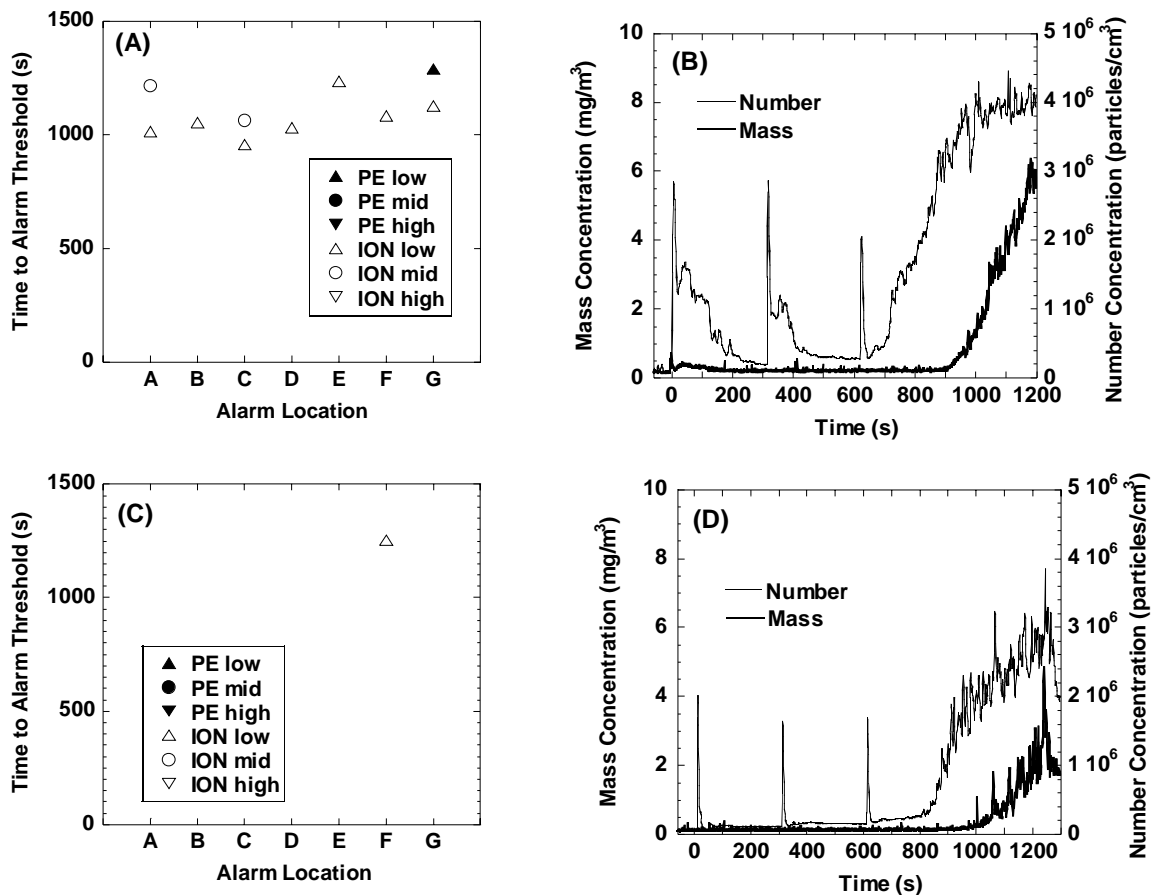 (A)
Time to Alarm Threshold (s)
1500
1000
500
0
PE low
PE mid
PE high
ION low
ION mid
ION high
A B C D E F G
Alarm Location
(B)
Mass Concentration (mg/m³)
10
8
6
4
2
0
Number
Mass
Number Concentration (particles/cm³)
5 10⁶
4 10⁶
3 10⁶
2 10⁶
1 10⁶
0
0 200 400 600 800 1000 1200
Time (s)
(C)
Time to Alarm Threshold (s)
1500
1000
500
0
PE low
PE mid
PE high
ION low
ION mid
ION high
A B C D E F G
Alarm Location
(D)
Mass Concentration (mg/m³)
10
8
6
4
2
0
Number
Mass
Number Concentration (particles/cm³)
5 10⁶
4 10⁶
3 10⁶
2 10⁶
1 10⁶
0
0 200 400 600 800 1000 1200
Time (s)